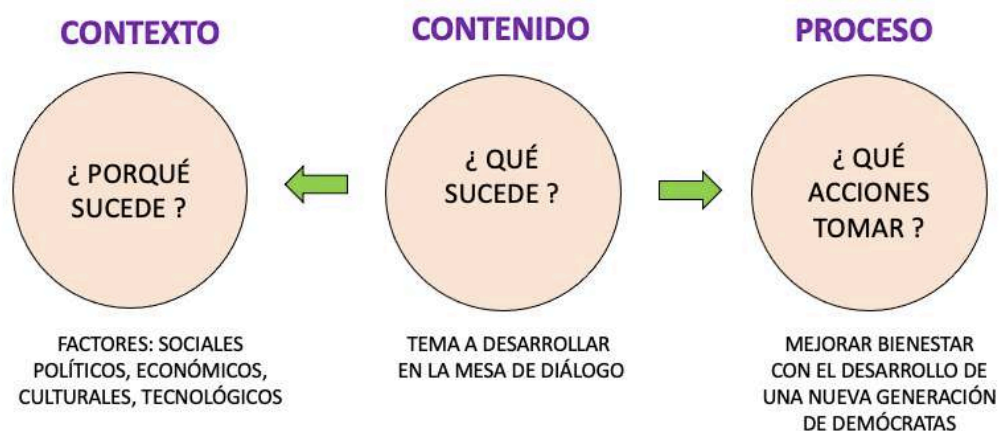 CONTEXTO
¿ PORQUÉ
SUCEDE ?
FACTORES: SOCIALES
POLÍTICOS, ECONÓMICOS,
CULTURALES, TECNOLÓGICOS
CONTENIDO
¿ QUÉ
SUCEDE ?
TEMA A DESARROLLAR
EN LA MESA DE DIÁLOGO
PROCESO
¿ QUÉ
ACCIONES
TOMAR ?
MEJORAR BIENESTAR
CON EL DESARROLLO DE
UNA NUEVA GENERACIÓN
DE DEMÓCRATAS